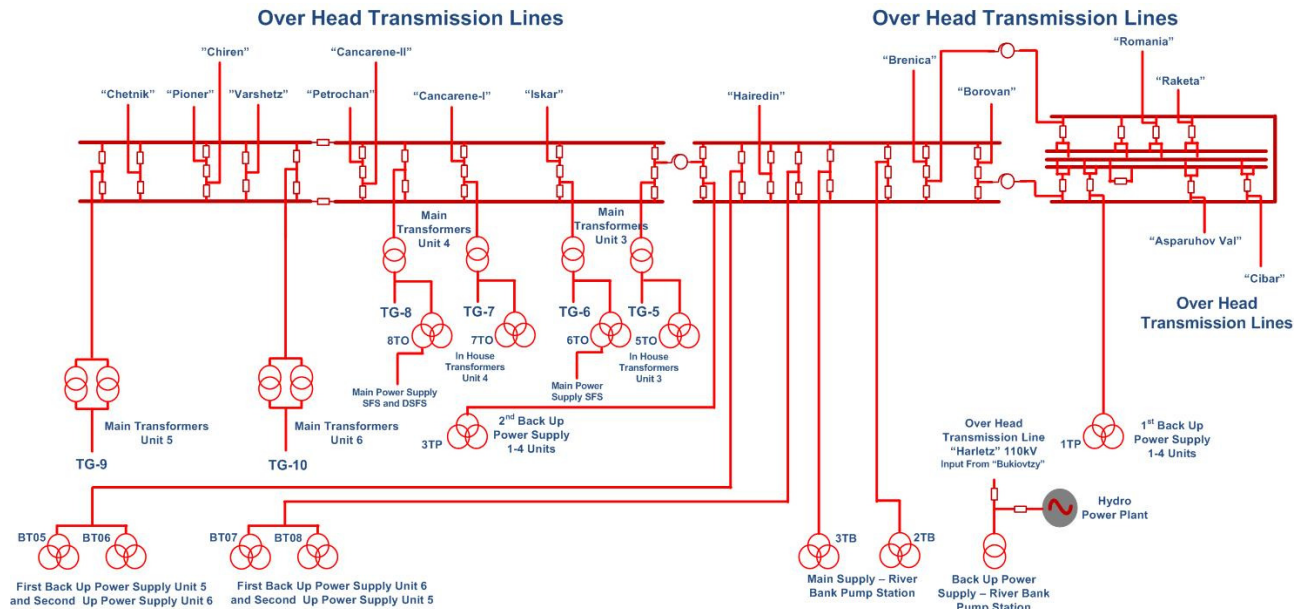 Over Head Transmission Lines
Over Head Transmission Lines
"Chiren"
"Cancarene-II"
"Romania"
"Brenica"
"Raketa"
"Chetnik"
"Pioner"
"Varshetz"
"Petrochan"
"Cancarene-I"
"Iskar"
"Hairedin"
"Borovan"
Main
Transformers
Unit 4
Main
Transformers
Unit 3
"Asparuhov Val"
"Cibar"
Over Head
Transmission Lines
TG-8
TG-7
TG-6
TG-5
8TO
7TO
6TO
5TO
In House
Transformers
Unit 4
In House
Transformers
Unit 3
Main Power Supply
SFS and DSFS
Main Power
Supply SFS
Main Transformers
Unit 5
Main Transformers
Unit 6
3TP
2nd Back Up
Power Supply
1-4 Units
TG-9
TG-10
Over Head
Transmission Line
"Harletz" 110kV
Input From "Bukiovtzy"
1TP
1st Back Up
Power Supply
1-4 Units
Hydro
Power Plant
BT05
BT06
BT07
BT08
3TB
2TB
First Back Up Power Supply Unit 5
and Second Up Power Supply Unit 6
First Back Up Power Supply Unit 6
and Second Up Power Supply Unit 5
Main Supply – River
Bank Pump Station
Back Up Power
Supply – River Bank
Pump Station